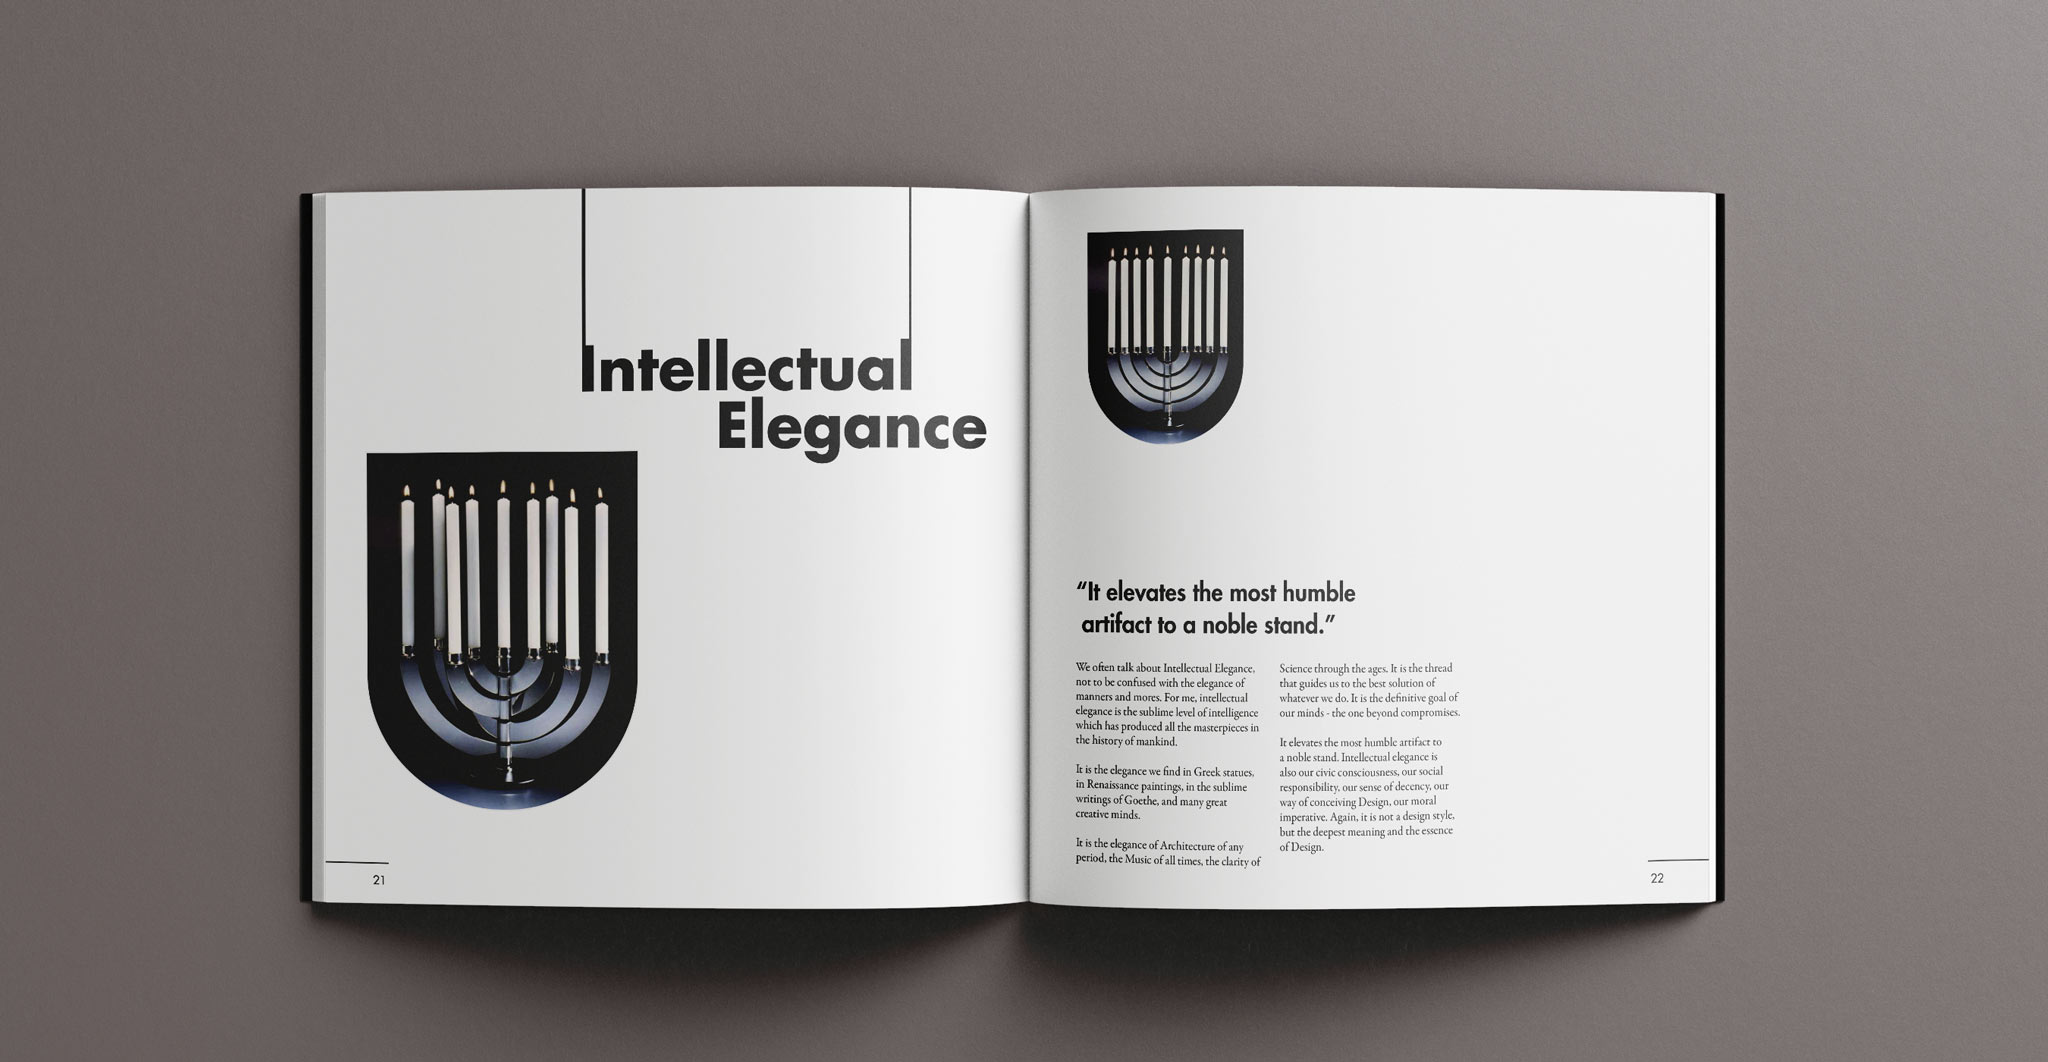 Intellectual
Elegance
21
“It elevates the most humble
artifact to a noble stand.”
We often talk about Intellectual Elegance,
not to be confused with the elegance of
manners and mores. For me, intellectual
elegance is the sublime level of intelligence
which has produced all the masterpieces in
the history of mankind.
It is the elegance we find in Greek statues,
in Renaissance paintings, in the sublime
writings of Goethe, and many great
creative minds.
It is the elegance of Architecture of any
period, the Music of all times, the clarity of
Science through the ages. It is the thread
that guides us to the best solution of
whatever we do. It is the definitive goal of
our minds - the one beyond compromises.
It elevates the most humble artifact to
a noble stand. Intellectual elegance is
also our civic consciousness, our social
responsibility, our sense of decency, our
way of conceiving Design, our moral
imperative. Again, it is not a design style,
but the deepest meaning and the essence
of Design.
22